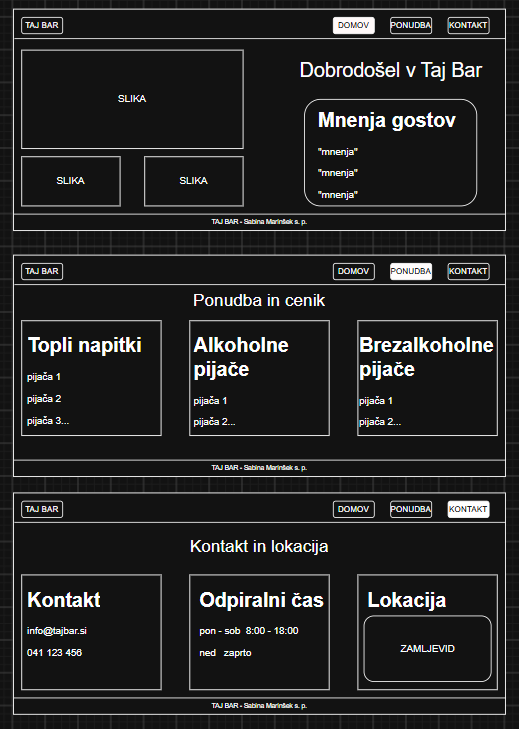 TAJ BAR
DOMOV
PONUDBA
KONTAKT
SLIKA
SLIKA
SLIKA
Dobrodošel v Taj Bar
Mnenja gostov
"mnenja"
"mnenja"
"mnenja"
TAJ BAR - Sabina Marinšek s. p.
TAJ BAR
DOMOV
PONUDBA
KONTAKT
Ponudba in cenik
Topli napitki
pijača 1
pijača 2
pijača 3...
Alkoholne
pijače
pijača 1
pijača 2...
Brezalkoholne
pijače
pijača 1
pijača 2...
TAJ BAR - Sabina Marinšek s. p.
TAJ BAR
DOMOV
PONUDBA
KONTAKT
Kontakt in lokacija
Kontakt
info@tajbar.si
041 123 456
Odpiralni čas
pon - sob 8:00 - 18:00
ned zaprto
Lokacija
ZAMLJEVID
TAJ BAR - Sabina Marinšek s. p.